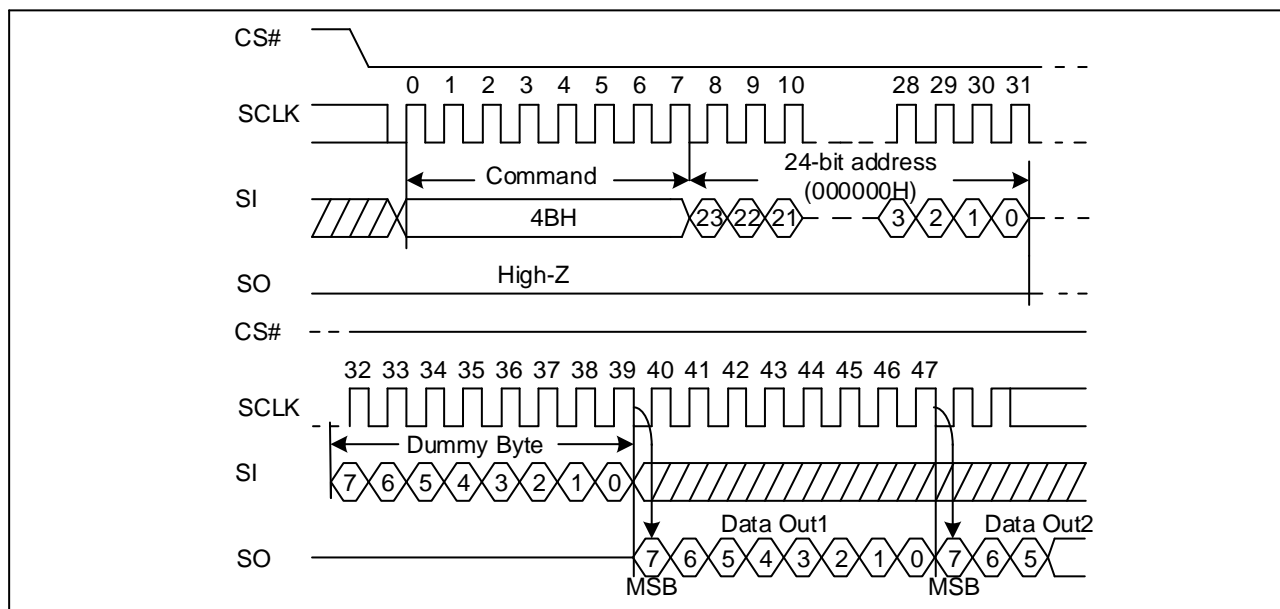 CS#
0 1 2 3 4 5 6 7 8 9 10 28 29 30 31
SCLK
Command 24-bit address
(000000H)
SI
4BH 23 22 21 3 2 1 0
High-Z
SO
CS#
32 33 34 35 36 37 38 39 40 41 42 43 44 45 46 47
SCLK
Dummy Byte
SI
7 6 5 4 3 2 1 0
Data Out1 Data Out2
SO
7 6 5 4 3 2 1 0 7 6 5
MSB MSB